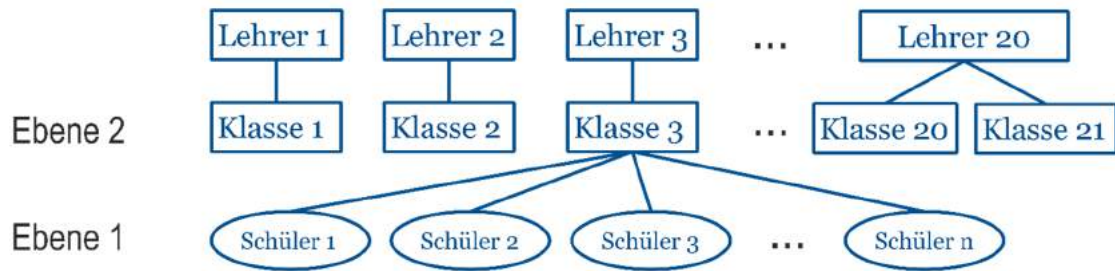 Lehrer 1 Lehrer 2 Lehrer 3 ... Lehrer 20
Ebene 2 Klasse 1 Klasse 2 Klasse 3 ... Klasse 20 Klasse 21
Ebene 1 Schüler 1 Schüler 2 Schüler 3 ... Schüler n